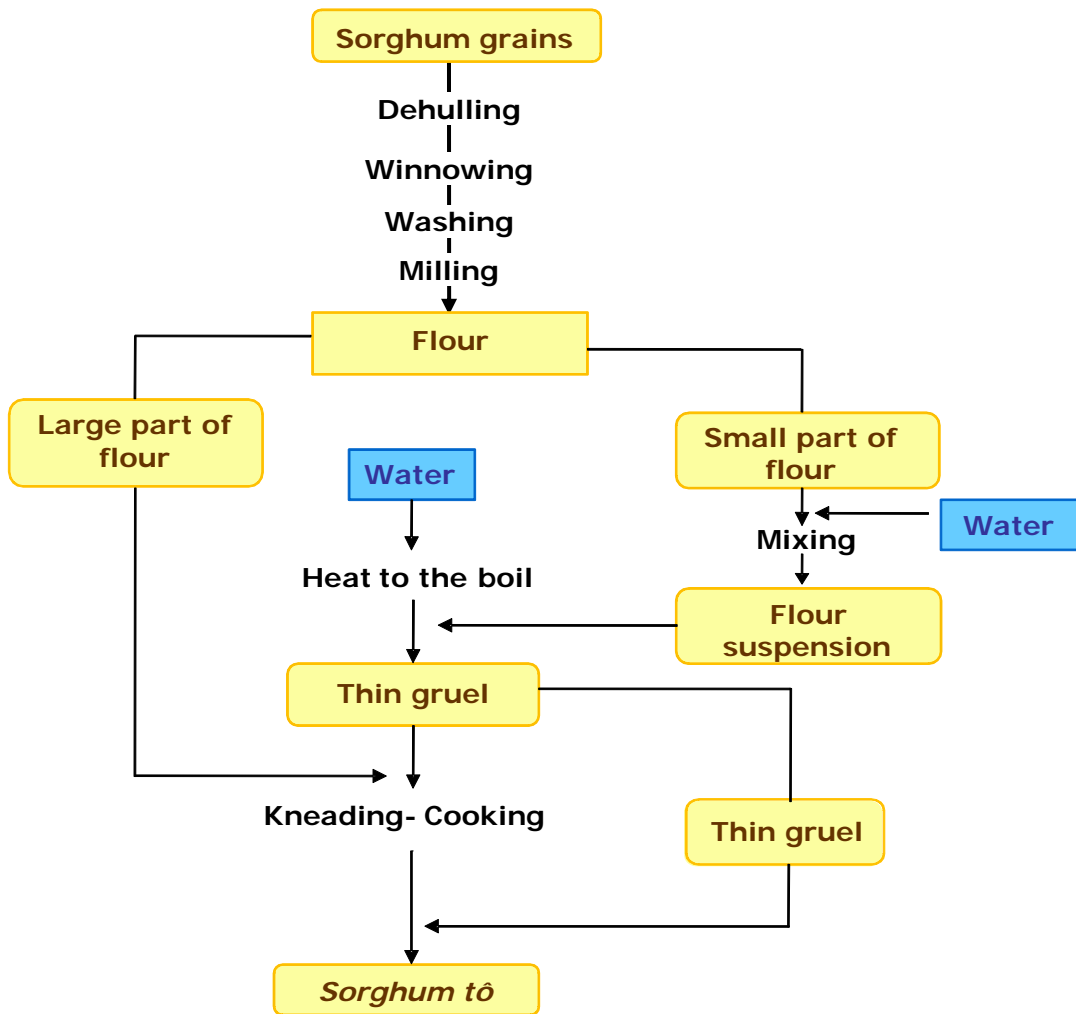 Sorghum grains
Dehulling
Winnowing
Washing
Milling
Flour
Large part of
flour
Small part of
flour
Water
Water
Mixing
Heat to the boil
Flour
suspension
Thin gruel
Kneading- Cooking
Thin gruel
Sorghum tô